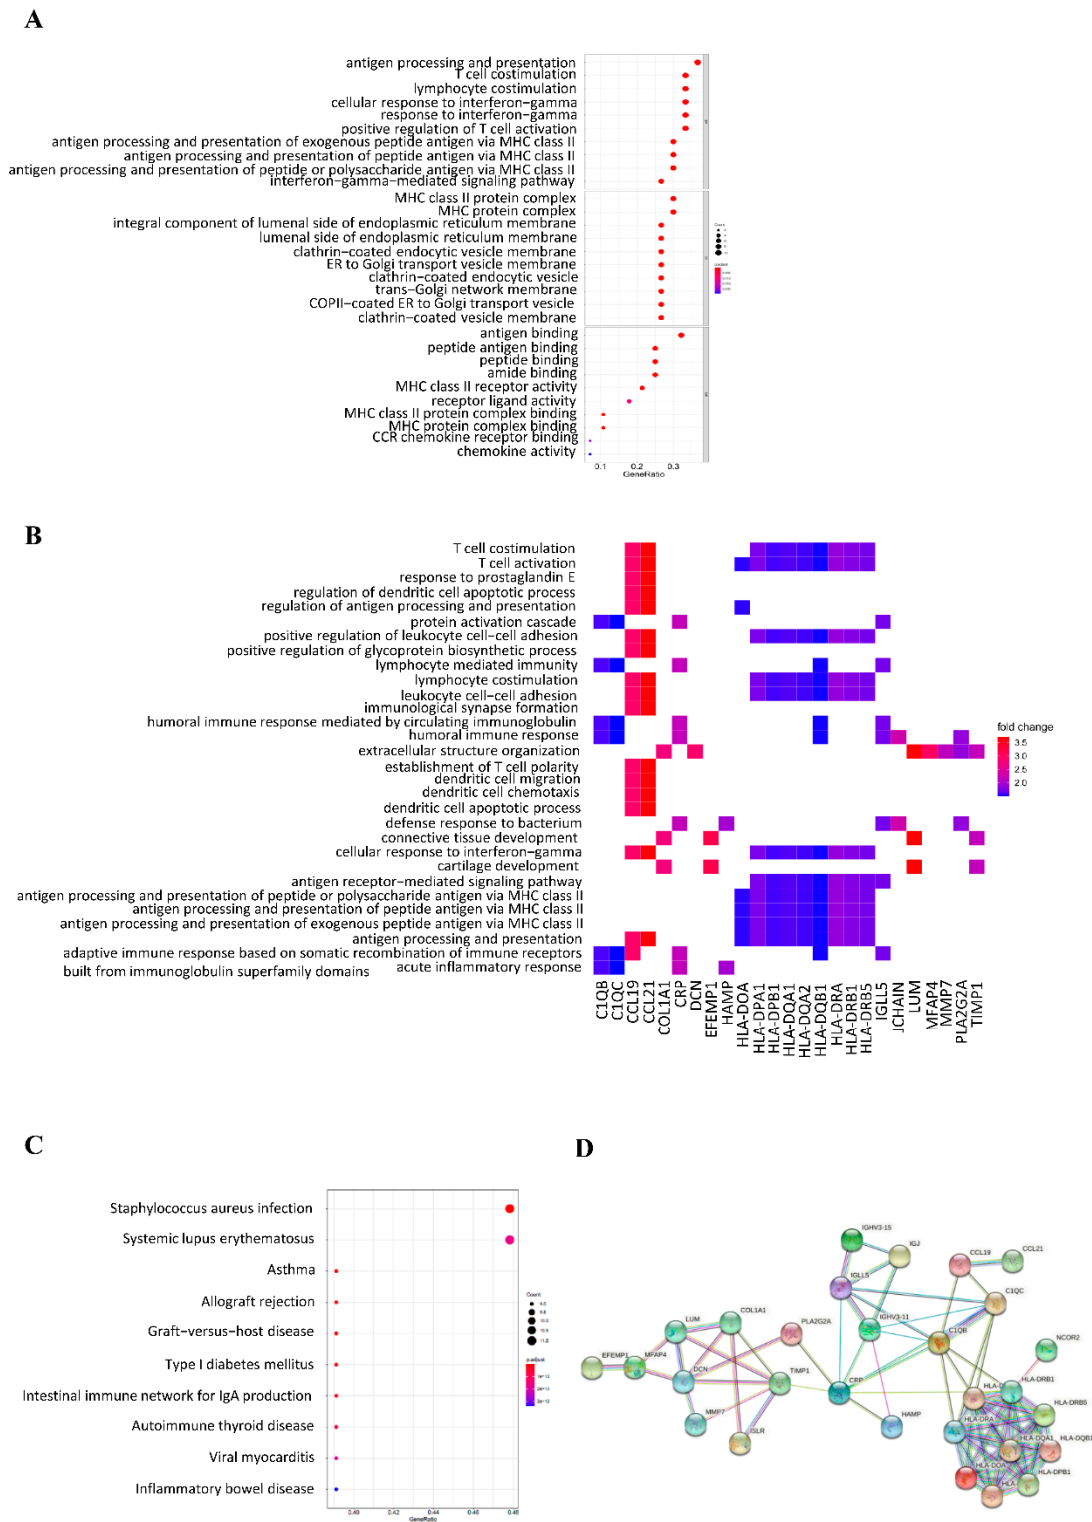 A
antigen processing and presentation
T cell costimulation
lymphocyte costimulation
cellular response to interferon−gamma
response to interferon−gamma
positive regulation of T cell activation
antigen processing and presentation of exogenous peptide antigen via MHC class II
antigen processing and presentation of peptide antigen via MHC class II
antigen processing and presentation of peptide or polysaccharide antigen via MHC class II
interferon−gamma−mediated signaling pathway
MHC class II protein complex
MHC protein complex
integral component of lumenal side of endoplasmic reticulum membrane
lumenal side of endoplasmic reticulum membrane
clathrin−coated endocytic vesicle membrane
ER to Golgi transport vesicle membrane
clathrin−coated endocytic vesicle
trans−Golgi network membrane
COPII−coated ER to Golgi transport vesicle
clathrin−coated vesicle membrane
antigen binding
peptide antigen binding
peptide binding
amide binding
MHC class II receptor activity
receptor ligand activity
MHC class II protein complex binding
MHC protein complex binding
CCR chemokine receptor binding
chemokine activity
0.1 0.2 0.3
GeneRatio
Count
p.adjust
B
T cell costimulation
T cell activation
response to prostaglandin E
regulation of dendritic cell apoptotic process
regulation of antigen processing and presentation
protein activation cascade
positive regulation of leukocyte cell−cell adhesion
positive regulation of glycoprotein biosynthetic process
lymphocyte mediated immunity
lymphocyte costimulation
leukocyte cell−cell adhesion
immunological synapse formation
humoral immune response mediated by circulating immunoglobulin
humoral immune response
extracellular structure organization
establishment of T cell polarity
dendritic cell migration
dendritic cell chemotaxis
dendritic cell apoptotic process
defense response to bacterium
connective tissue development
cellular response to interferon−gamma
cartilage development
antigen receptor−mediated signaling pathway
antigen processing and presentation of peptide or polysaccharide antigen via MHC class II
antigen processing and presentation of peptide antigen via MHC class II
antigen processing and presentation of exogenous peptide antigen via MHC class II
antigen processing and presentation
adaptive immune response based on somatic recombination of immune receptors
built from immunoglobulin superfamily domains
acute inflammatory response
fold change
3.5
3.0
2.5
2.0
C1QB
C1QC
CCL19
CCL21
COL1A1
CRP
DCN
EFEMP1
HAMP
HLA-DOA
HLA-DPA1
HLA-DPB1
HLA-DQA1
HLA-DQA2
HLA-DQB1
HLA-DRA
HLA-DRB1
HLA-DRB5
IGLL5
JCHAIN
LUM
MFAP4
MMP7
PLA2G2A
TIMP1
C
Staphylococcus aureus infection
Systemic lupus erythematosus
Asthma
Allograft rejection
Graft−versus−host disease
Type I diabetes mellitus
Intestinal immune network for IgA production
Autoimmune thyroid disease
Viral myocarditis
Inflammatory bowel disease
0.40 0.42 0.44 0.46 0.48
GeneRatio
Count
p.adjust
D
IGHV3-15
IGJ
CCL19
CCL21
IGLL5
C1QC
LUM
COL1A1
PLA2G2A
IGHV3-11
C1QB
NCOR2
EFEMP1
MFAP4
DCN
TIMP1
CRP
HLA-DRB1
HLA-DRB5
MMP7
HAMP
HLA-DRA
ISLR
HLA-DQA1
HLA-DQB1
HLA-DOA
HLA-DPB1